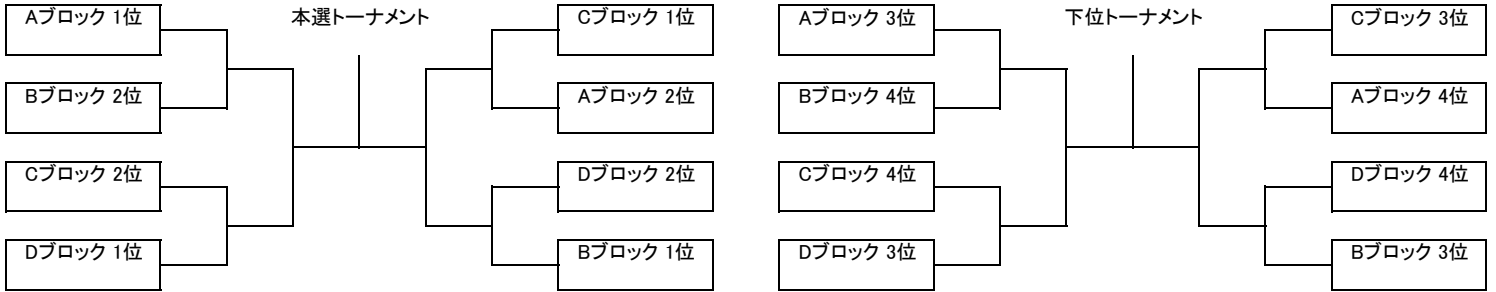 本選トーナメント
Aブロック 1位
Bブロック 2位
Cブロック 2位
Dブロック 1位
Cブロック 1位
Aブロック 2位
Dブロック 2位
Bブロック 1位
下位トーナメント
Aブロック 3位
Bブロック 4位
Cブロック 4位
Dブロック 3位
Cブロック 3位
Aブロック 4位
Dブロック 4位
Bブロック 3位